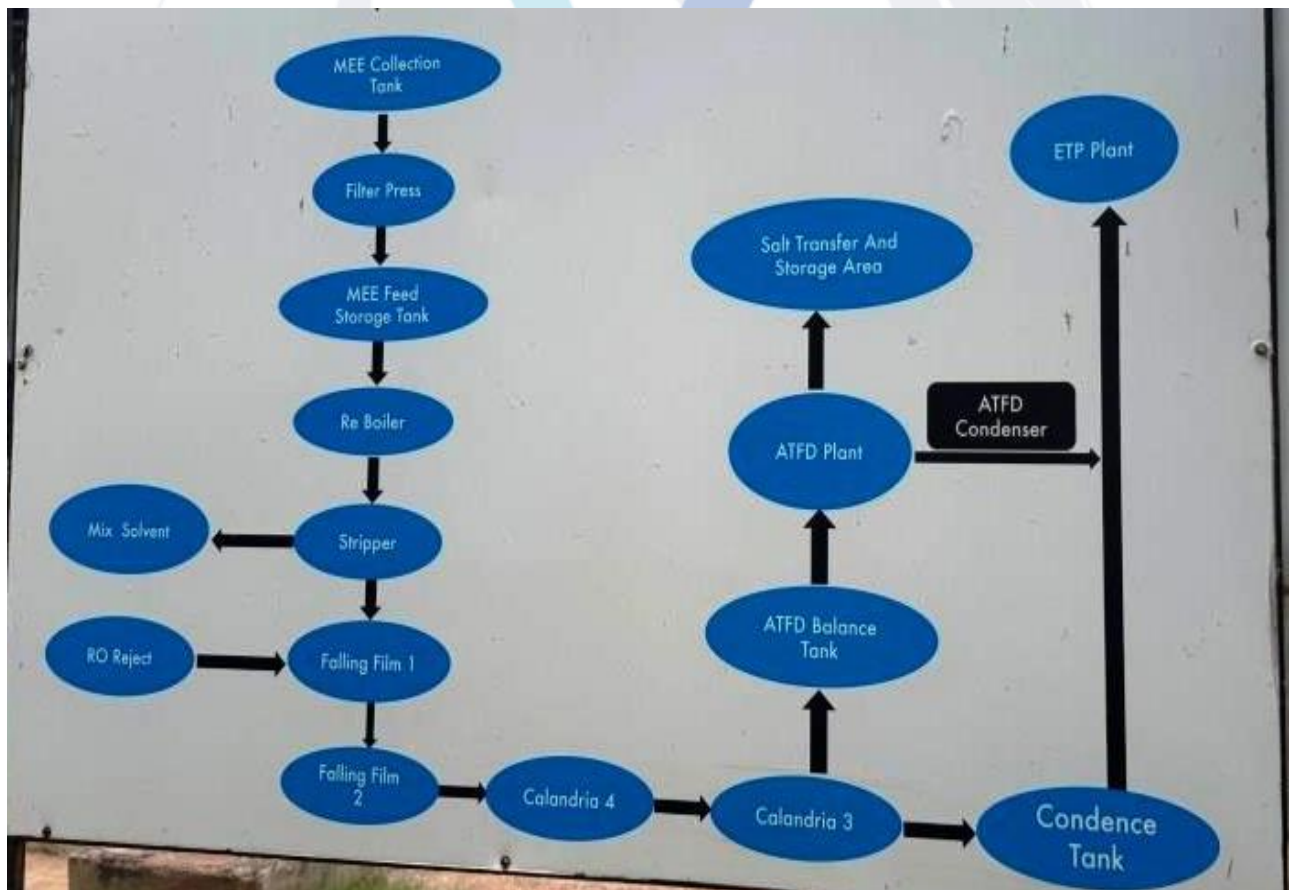 MEE Collection
Tank
Filter Press
MEE Feed
Storage Tank
Re Boiler
Mix Solvent
Stripper
RO Reject
Falling Film 1
Falling Film
2
Calandria 4
Calandria 3
Condence
Tank
ATFD Balance
Tank
ATFD Plant
ATFD
Condenser
Salt Transfer And
Storage Area
ETP Plant